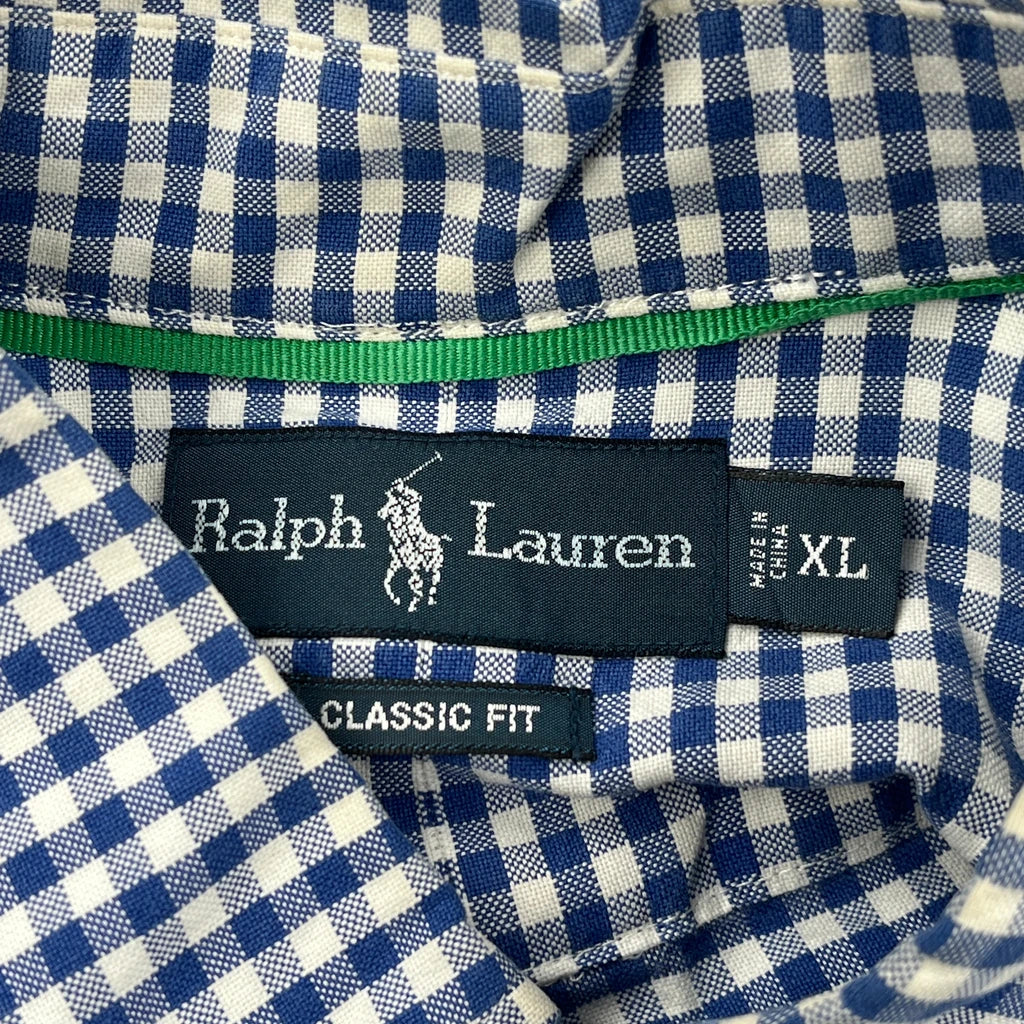 Ralph Lauren
MADE IN
CHINA
XL
CLASSIC FIT